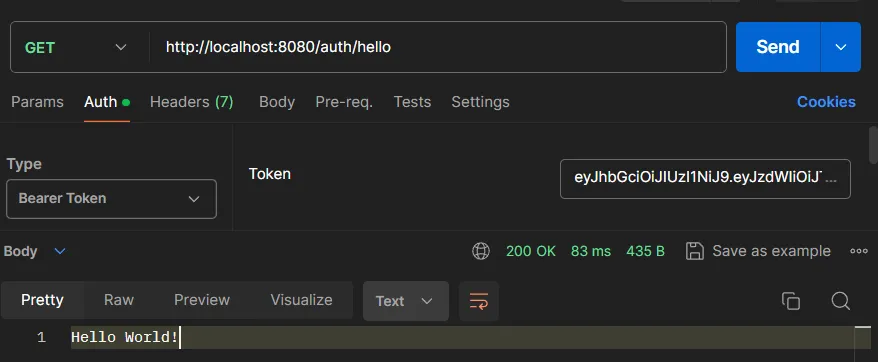 GET http://localhost:8080/auth/hello Send
Params Auth Headers (7) Body Pre-req. Tests Settings Cookies
Type
Bearer Token
Token
eyJhbGciOiJIUzI1NiJ9.eyJzdWIiOiJ...
Body 200 OK 83 ms 435 B Save as example
Pretty Raw Preview Visualize Text
1 Hello World!